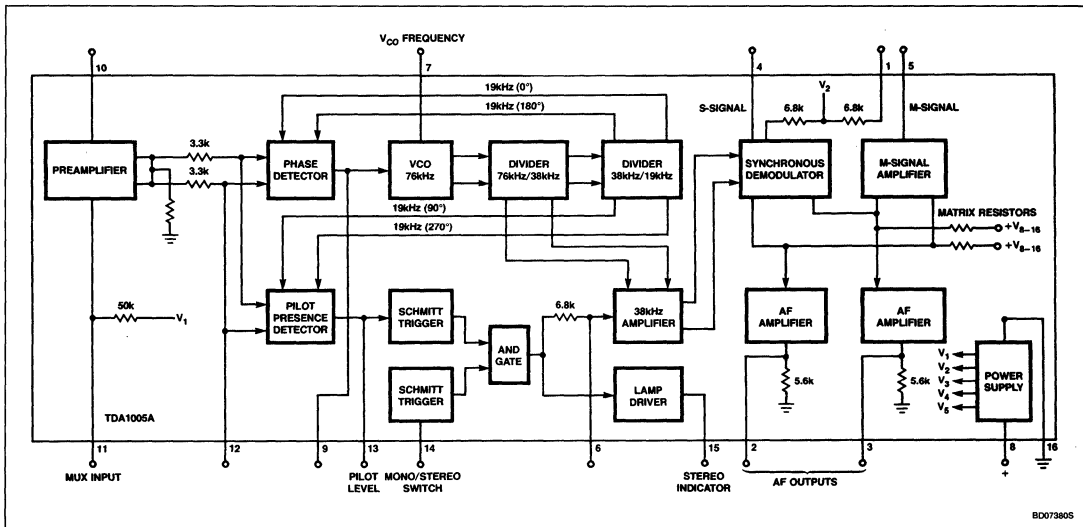 V_CO FREQUENCY
10
7
4
1
5
19kHz (0°)
19kHz (180°)
S-SIGNAL
V₂
6.8k
6.8k
M-SIGNAL
PREAMPLIFIER
3.3k
3.3k
PHASE
DETECTOR
VCO
76kHz
DIVIDER
76kHz/38kHz
DIVIDER
38kHz/19kHz
SYNCHRONOUS
DEMODULATOR
M-SIGNAL
AMPLIFIER
19kHz (90°)
19kHz (270°)
MATRIX RESISTORS
+V₈₋₁₆
+V₈₋₁₆
50k
V₁
PILOT
PRESENCE
DETECTOR
SCHMITT
TRIGGER
SCHMITT
TRIGGER
AND
GATE
6.8k
38kHz
AMPLIFIER
LAMP
DRIVER
AF
AMPLIFIER
AF
AMPLIFIER
5.6k
5.6k
V₁
V₂
V₃
V₄
V₅
POWER
SUPPLY
TDA1005A
11
12
9
13
14
6
15
2
3
8
16
MUX INPUT
PILOT
LEVEL
MONO/STEREO
SWITCH
STEREO
INDICATOR
AF OUTPUTS
+
BD07380S